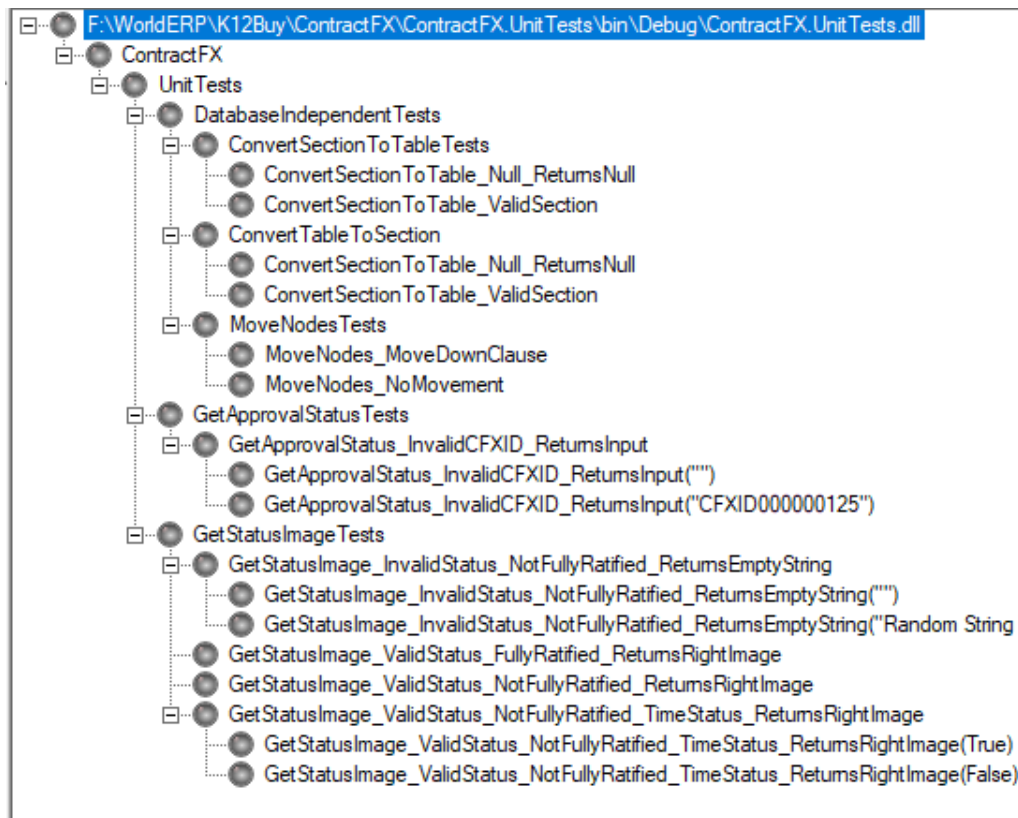 F:\WorldERP\K12Buy\ContractFX\ContractFX.UnitTests\bin\Debug\ContractFX.UnitTests.dll
ContractFX
UnitTests
DatabaseIndependentTests
ConvertSectionToTableTests
ConvertSectionToTable_Null_ReturnsNull
ConvertSectionToTable_ValidSection
ConvertTableToSection
ConvertSectionToTable_Null_ReturnsNull
ConvertSectionToTable_ValidSection
MoveNodesTests
MoveNodes_MoveDownClause
MoveNodes_NoMovement
GetApprovalStatusTests
GetApprovalStatus_InvalidCFXID_ReturnsInput
GetApprovalStatus_InvalidCFXID_ReturnsInput("")
GetApprovalStatus_InvalidCFXID_ReturnsInput("CFXID000000125")
GetStatusImageTests
GetStatusImage_InvalidStatus_NotFullyRatified_ReturnsEmptyString
GetStatusImage_InvalidStatus_NotFullyRatified_ReturnsEmptyString("")
GetStatusImage_InvalidStatus_NotFullyRatified_ReturnsEmptyString("Random String
GetStatusImage_ValidStatus_FullyRatified_ReturnsRightImage
GetStatusImage_ValidStatus_NotFullyRatified_ReturnsRightImage
GetStatusImage_ValidStatus_NotFullyRatified_TimeStatus_ReturnsRightImage
GetStatusImage_ValidStatus_NotFullyRatified_TimeStatus_ReturnsRightImage(True)
GetStatusImage_ValidStatus_NotFullyRatified_TimeStatus_ReturnsRightImage(False)